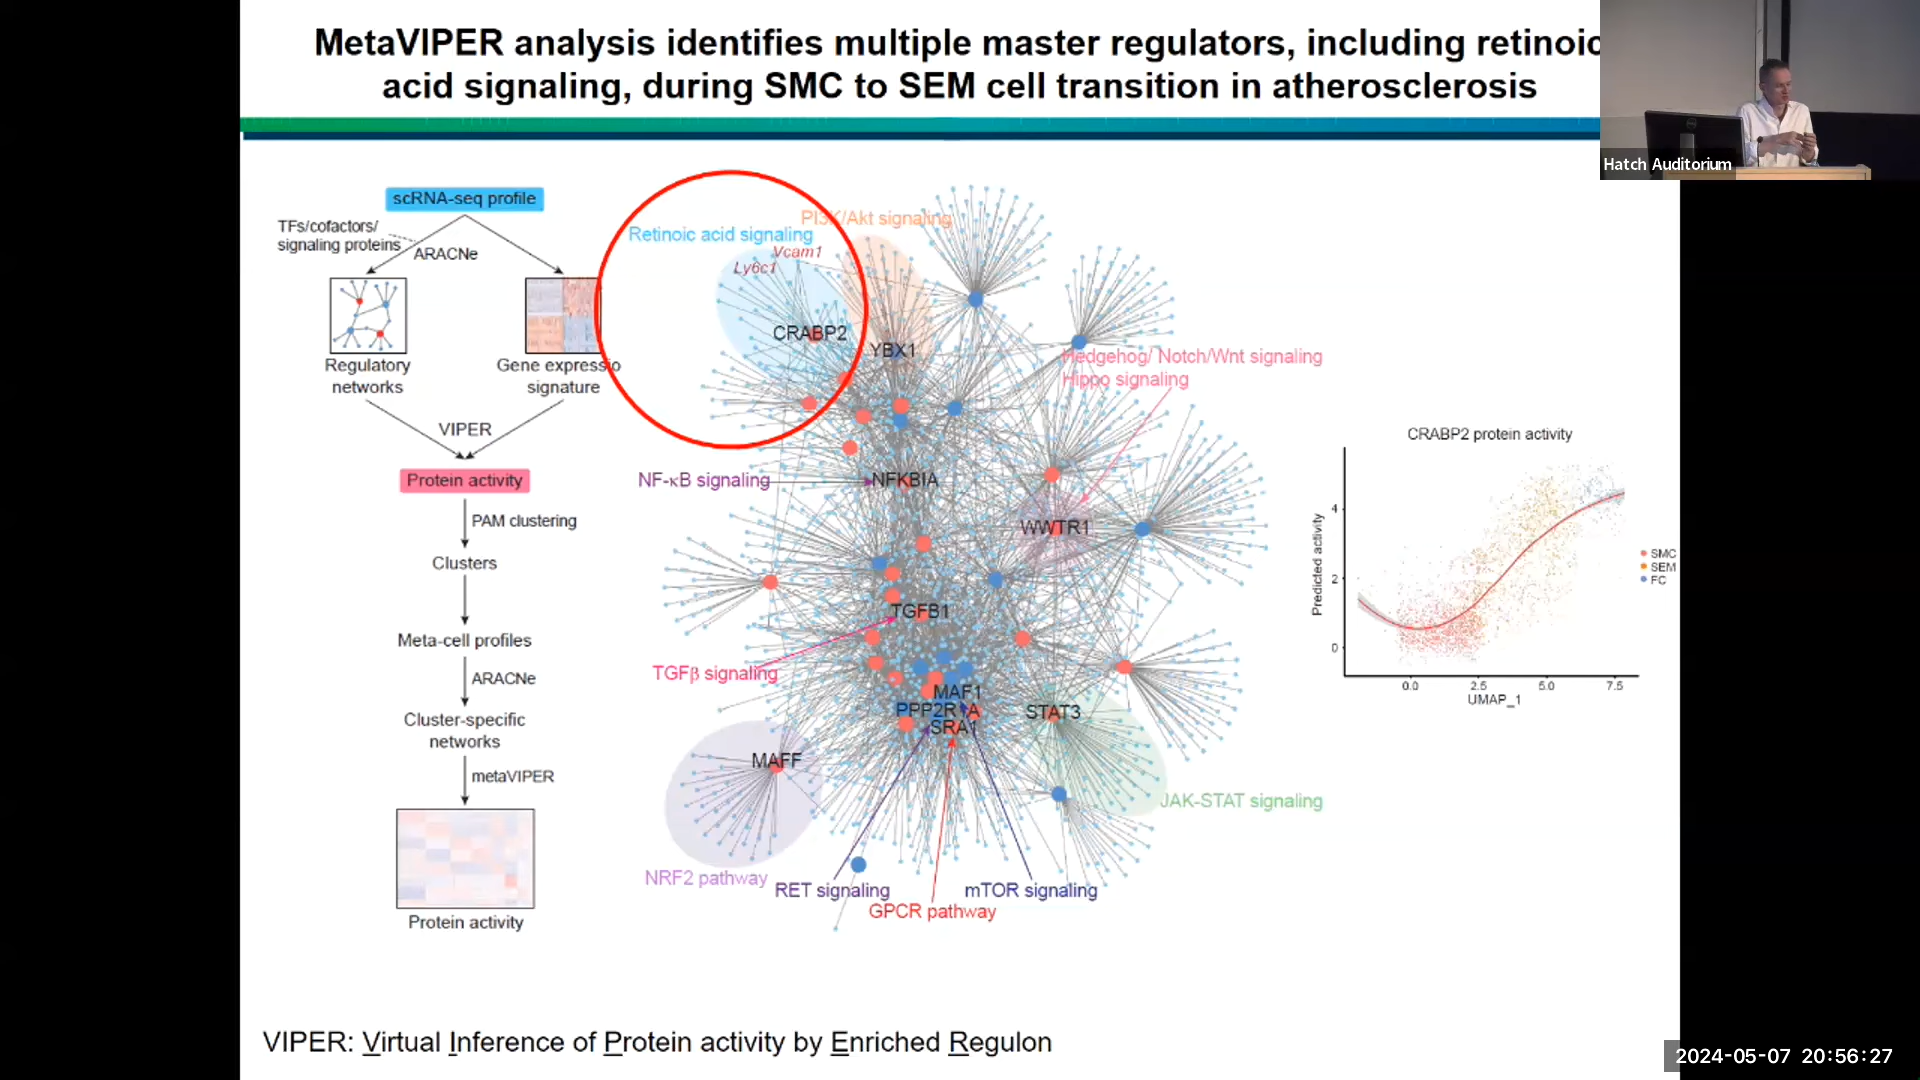 MetaVIPER analysis identifies multiple master regulators, including retinoic
acid signaling, during SMC to SEM cell transition in atherosclerosis
Hatch Auditorium
scRNA-seq profile
TFs/cofactors/
signaling proteins
ARACNe
Regulatory
networks
Gene expressio
signature
VIPER
Protein activity
PAM clustering
Clusters
Meta-cell profiles
ARACNe
Cluster-specific
networks
metaVIPER
Protein activity
PI3K/Akt signaling
Retinoic acid signaling
Vcam1
Ly6c1
CRABP2
YBX1
Hedgehog/ Notch/Wnt signaling
Hippo signaling
NF-κB signaling
NFKBIA
WWTR1
TGFB1
TGFβ signaling
MAF1
PPP2R1A
SRA1
STAT3
MAFF
JAK-STAT signaling
NRF2 pathway
RET signaling
mTOR signaling
GPCR pathway
CRABP2 protein activity
Predicted activity
4
2
0
0.0 2.5 5.0 7.5
UMAP_1
SMC
SEM
FC
VIPER: Virtual Inference of Protein activity by Enriched Regulon
2024-05-07 20:56:27